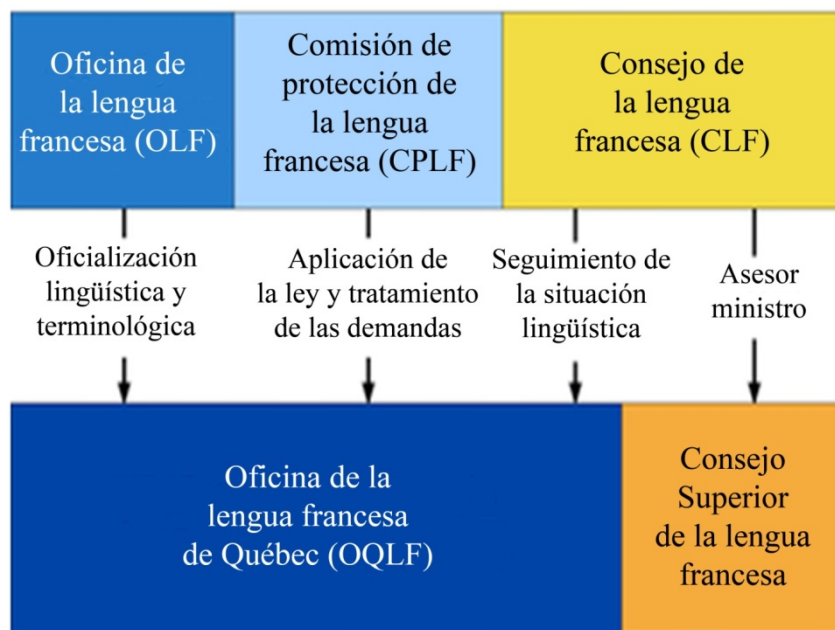 Oficina de
la lengua
francesa (OLF)
Comisión de
protección de
la lengua
francesa (CPLF)
Consejo de
la lengua
francesa (CLF)
Oficialización
lingüística y
terminológica
Aplicación de
la ley y tratamiento
de las demandas
Seguimiento de
la situación
lingüística
Asesor
ministro
Oficina de la
lengua francesa
de Québec (OQLF)
Consejo
Superior
de la lengua
francesa